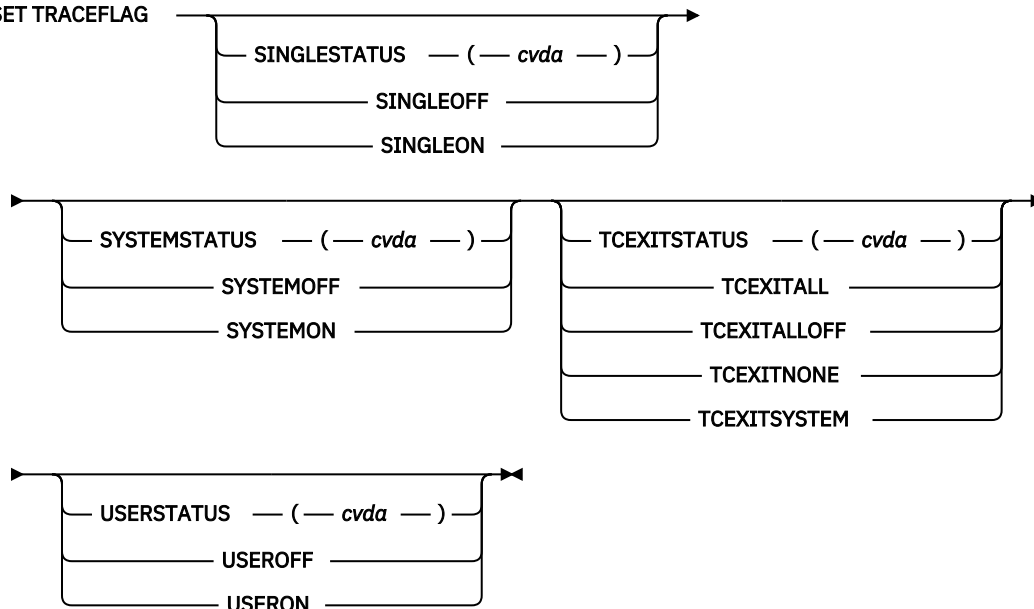 SET TRACEFLAG
SINGLESTATUS ( cvda )
SINGLEOFF
SINGLEON
SYSTEMSTATUS ( cvda ) TCEXITSTATUS ( cvda )
SYSTEMOFF TCEXITALL
SYSTEMON TCEXITALLOFF
TCEXITNONE
TCEXITSYSTEM
USERSTATUS ( cvda )
USEROFF
USERON